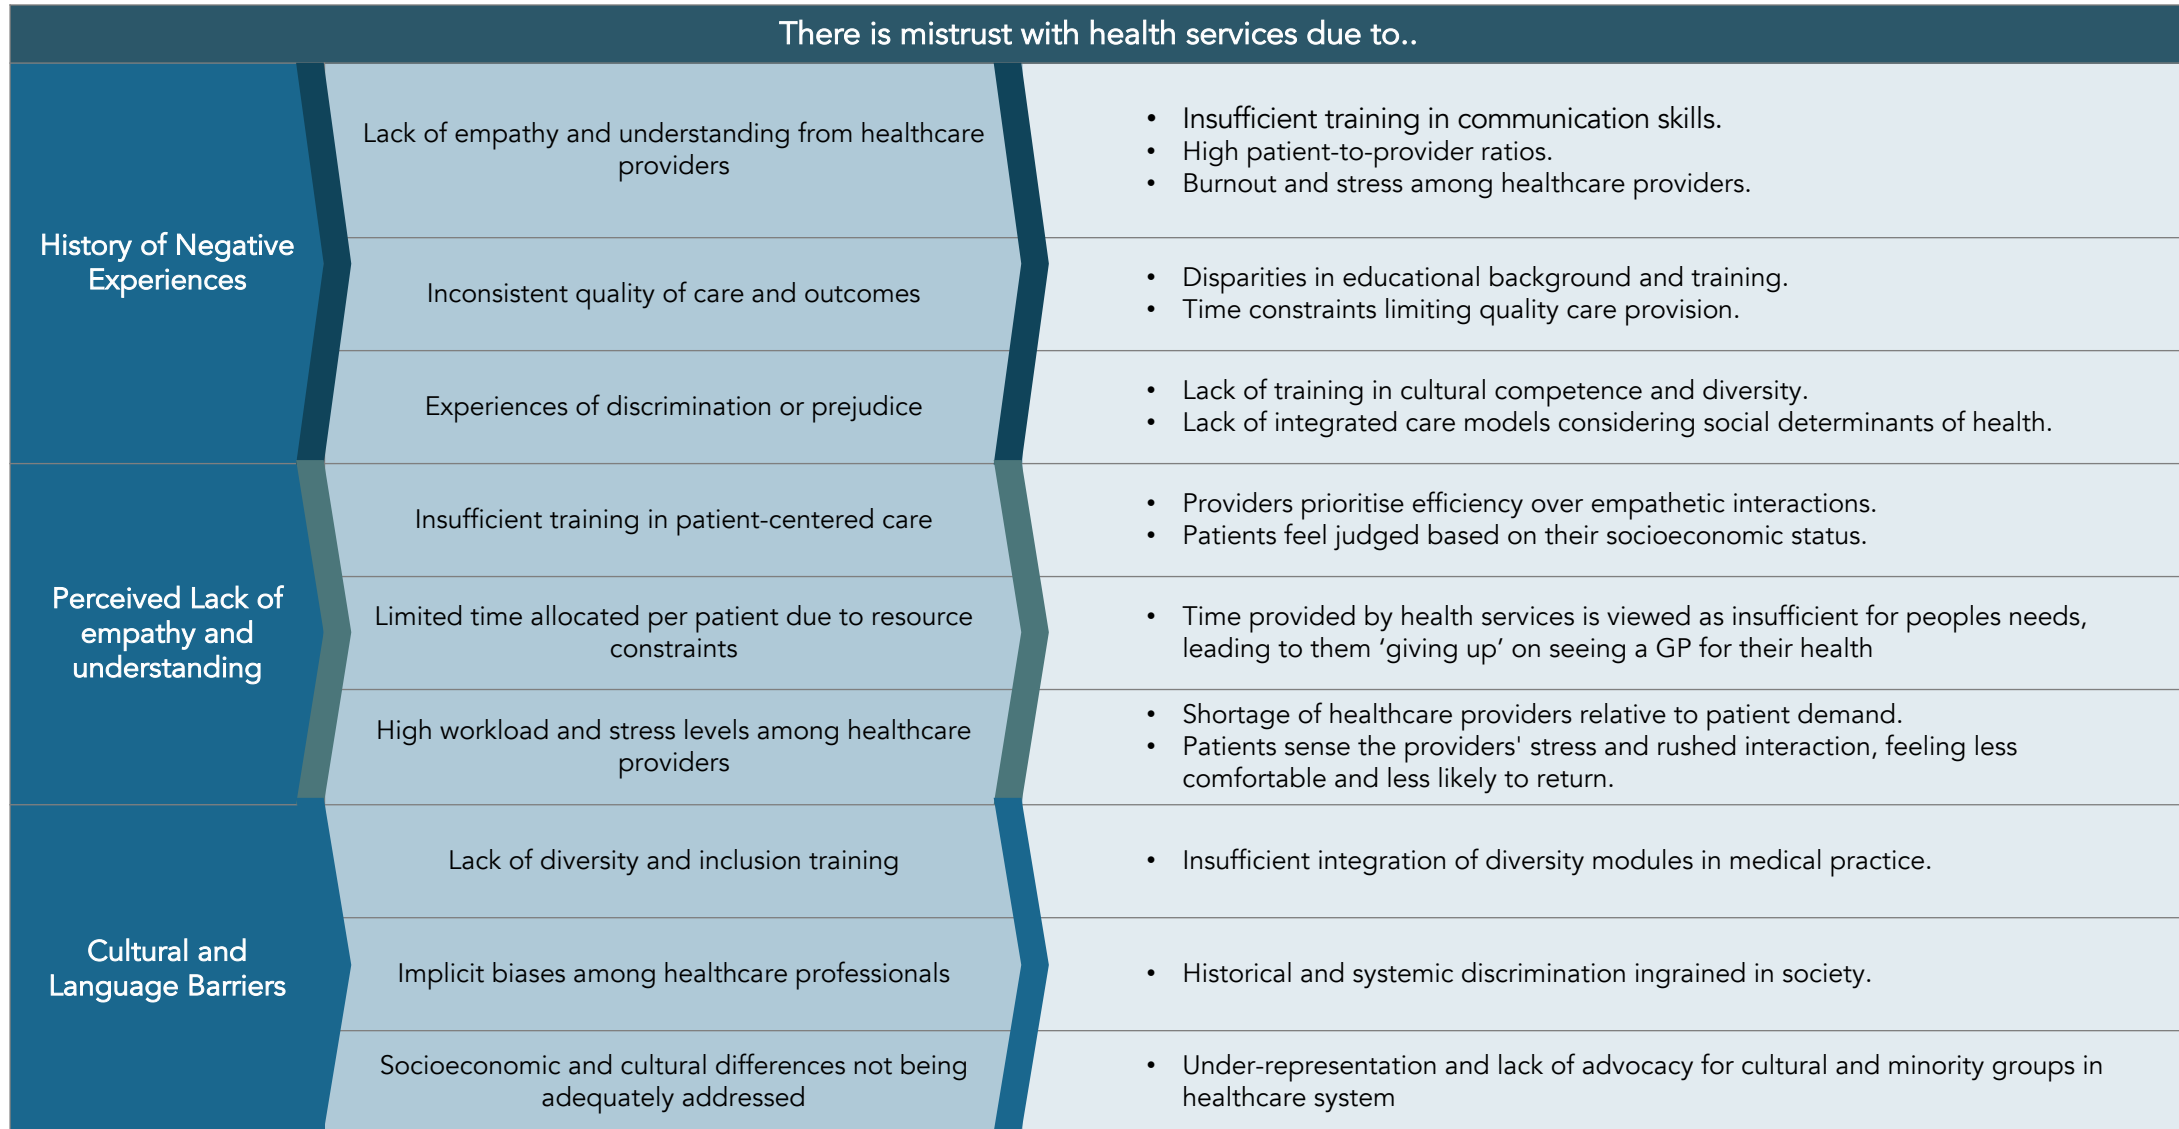 There is mistrust with health services due to..
History of Negative
Experiences
Lack of empathy and understanding from healthcare
providers
• Insufficient training in communication skills.
• High patient-to-provider ratios.
• Burnout and stress among healthcare providers.
Inconsistent quality of care and outcomes
• Disparities in educational background and training.
• Time constraints limiting quality care provision.
Experiences of discrimination or prejudice
• Lack of training in cultural competence and diversity.
• Lack of integrated care models considering social determinants of health.
Perceived Lack of
empathy and
understanding
Insufficient training in patient-centered care
• Providers prioritise efficiency over empathetic interactions.
• Patients feel judged based on their socioeconomic status.
Limited time allocated per patient due to resource
constraints
• Time provided by health services is viewed as insufficient for peoples needs,
leading to them ‘giving up’ on seeing a GP for their health
High workload and stress levels among healthcare
providers
• Shortage of healthcare providers relative to patient demand.
• Patients sense the providers' stress and rushed interaction, feeling less
comfortable and less likely to return.
Cultural and
Language Barriers
Lack of diversity and inclusion training
• Insufficient integration of diversity modules in medical practice.
Implicit biases among healthcare professionals
• Historical and systemic discrimination ingrained in society.
Socioeconomic and cultural differences not being
adequately addressed
• Under-representation and lack of advocacy for cultural and minority groups in
healthcare system